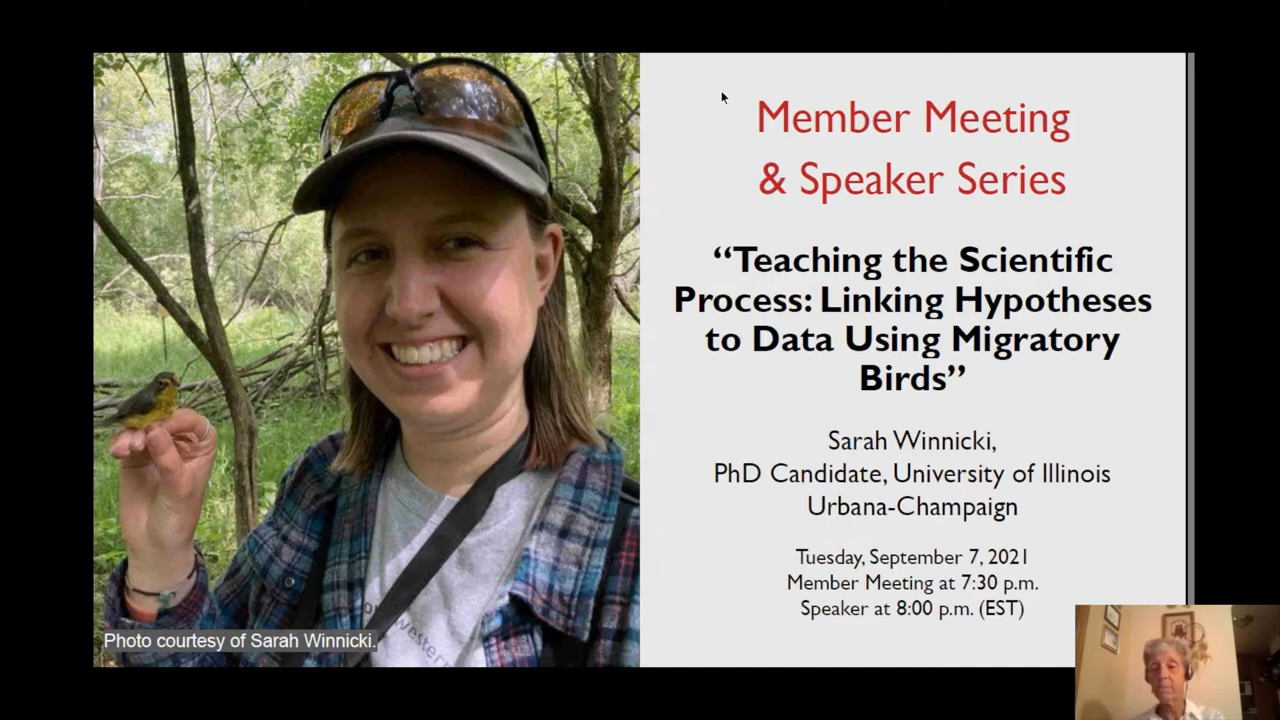 Member Meeting
& Speaker Series
“Teaching the Scientific
Process: Linking Hypotheses
to Data Using Migratory
Birds”
Sarah Winnicki,
PhD Candidate, University of Illinois
Urbana-Champaign
Tuesday, September 7, 2021
Member Meeting at 7:30 p.m.
Speaker at 8:00 p.m. (EST)
Photo courtesy of Sarah Winnicki.